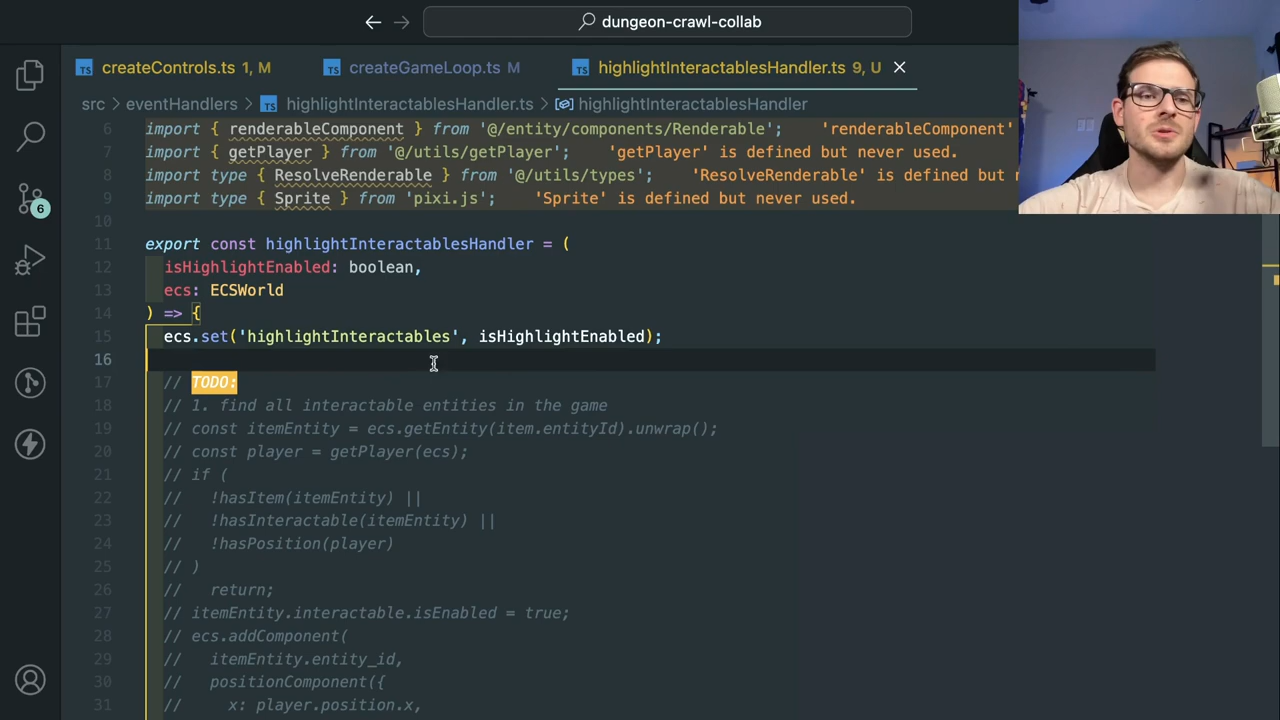 dungeon-crawl-collab
TS createControls.ts 1, M
TS createGameLoop.ts M
TS highlightInteractablesHandler.ts 9, U
src > eventHandlers > TS highlightInteractablesHandler.ts > highlightInteractablesHandler
6 import { renderableComponent } from '@/entity/components/Renderable'; 'renderableComponent'
7 import { getPlayer } from '@/utils/getPlayer'; 'getPlayer' is defined but never used.
8 import type { ResolveRenderable } from '@/utils/types'; 'ResolveRenderable' is defined but n
9 import type { Sprite } from 'pixi.js'; 'Sprite' is defined but never used.
10
11 export const highlightInteractablesHandler = (
12 isHighlightEnabled: boolean,
13 ecs: ECSWorld
14 ) => {
15 ecs.set('highlightInteractables', isHighlightEnabled);
16
17 // TODO:
18 // 1. find all interactable entities in the game
19 // const itemEntity = ecs.getEntity(item.entityId).unwrap();
20 // const player = getPlayer(ecs);
21 // if (
22 // !hasItem(itemEntity) ||
23 // !hasInteractable(itemEntity) ||
24 // !hasPosition(player)
25 // )
26 // return;
27 // itemEntity.interactable.isEnabled = true;
28 // ecs.addComponent(
29 // itemEntity.entity_id,
30 // positionComponent({
31 // x: player.position.x,
6